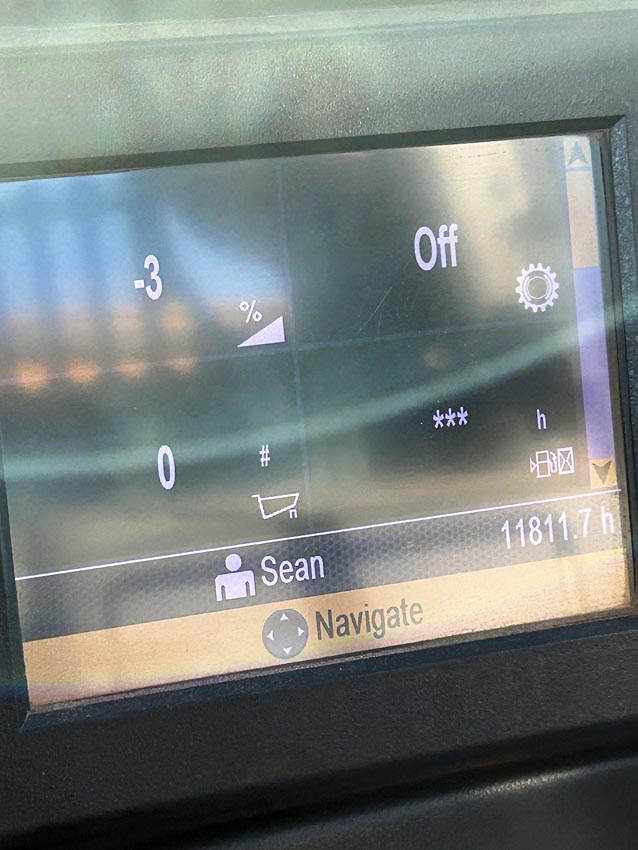 -3
%
Off
0
#
n
***
h
11811.7 h
Sean
Navigate